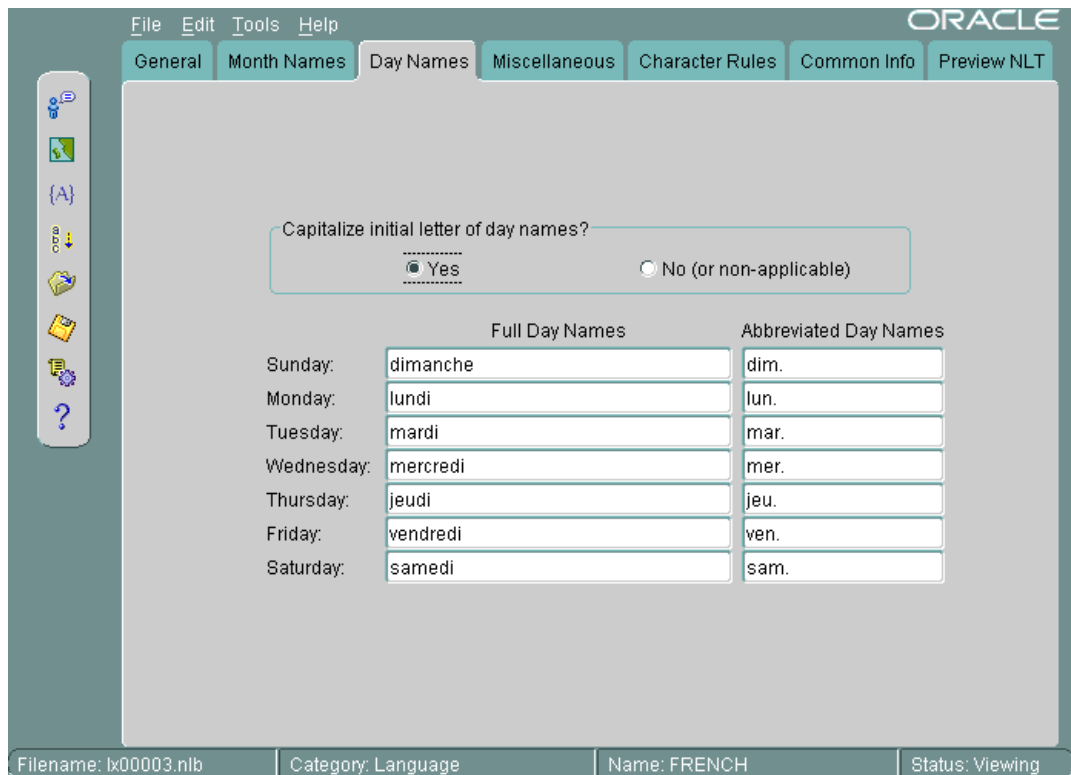 File Edit Tools Help ORACLE
General Month Names Day Names Miscellaneous Character Rules Common Info Preview NLT
{A}
a
b
c
Capitalize initial letter of day names?
Yes No (or non-applicable)
Full Day Names Abbreviated Day Names
Sunday: dimanche dim.
Monday: lundi lun.
Tuesday: mardi mar.
Wednesday: mercredi mer.
Thursday: jeudi jeu.
Friday: vendredi ven.
Saturday: samedi sam.
?
Filename: lx00003.nlb Category: Language Name: FRENCH Status: Viewing